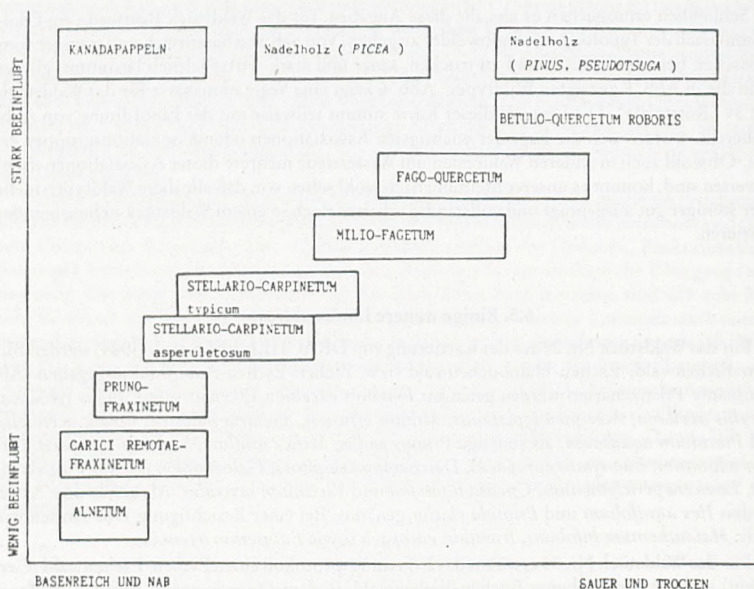 STARK BEEINFLUßT
KANADAPAPPELN
Nadelholz ( PICEA )
Nadelholz
( PINUS, PSEUDOTSUGA )
BETULO-QUERCETUM ROBORIS
FAGO-QUERCETUM
MILIO-FAGETUM
STELLARIO-CARPINETUM
typicum
STELLARIO-CARPINETUM
asperuletosum
PRUNO-
FRAXINETUM
CARICI REMOTAE-
FRAXINETUM
ALNETUM
WENIG BEEINFLUßT
BASENREICH UND NAß
SAUER UND TROCKEN